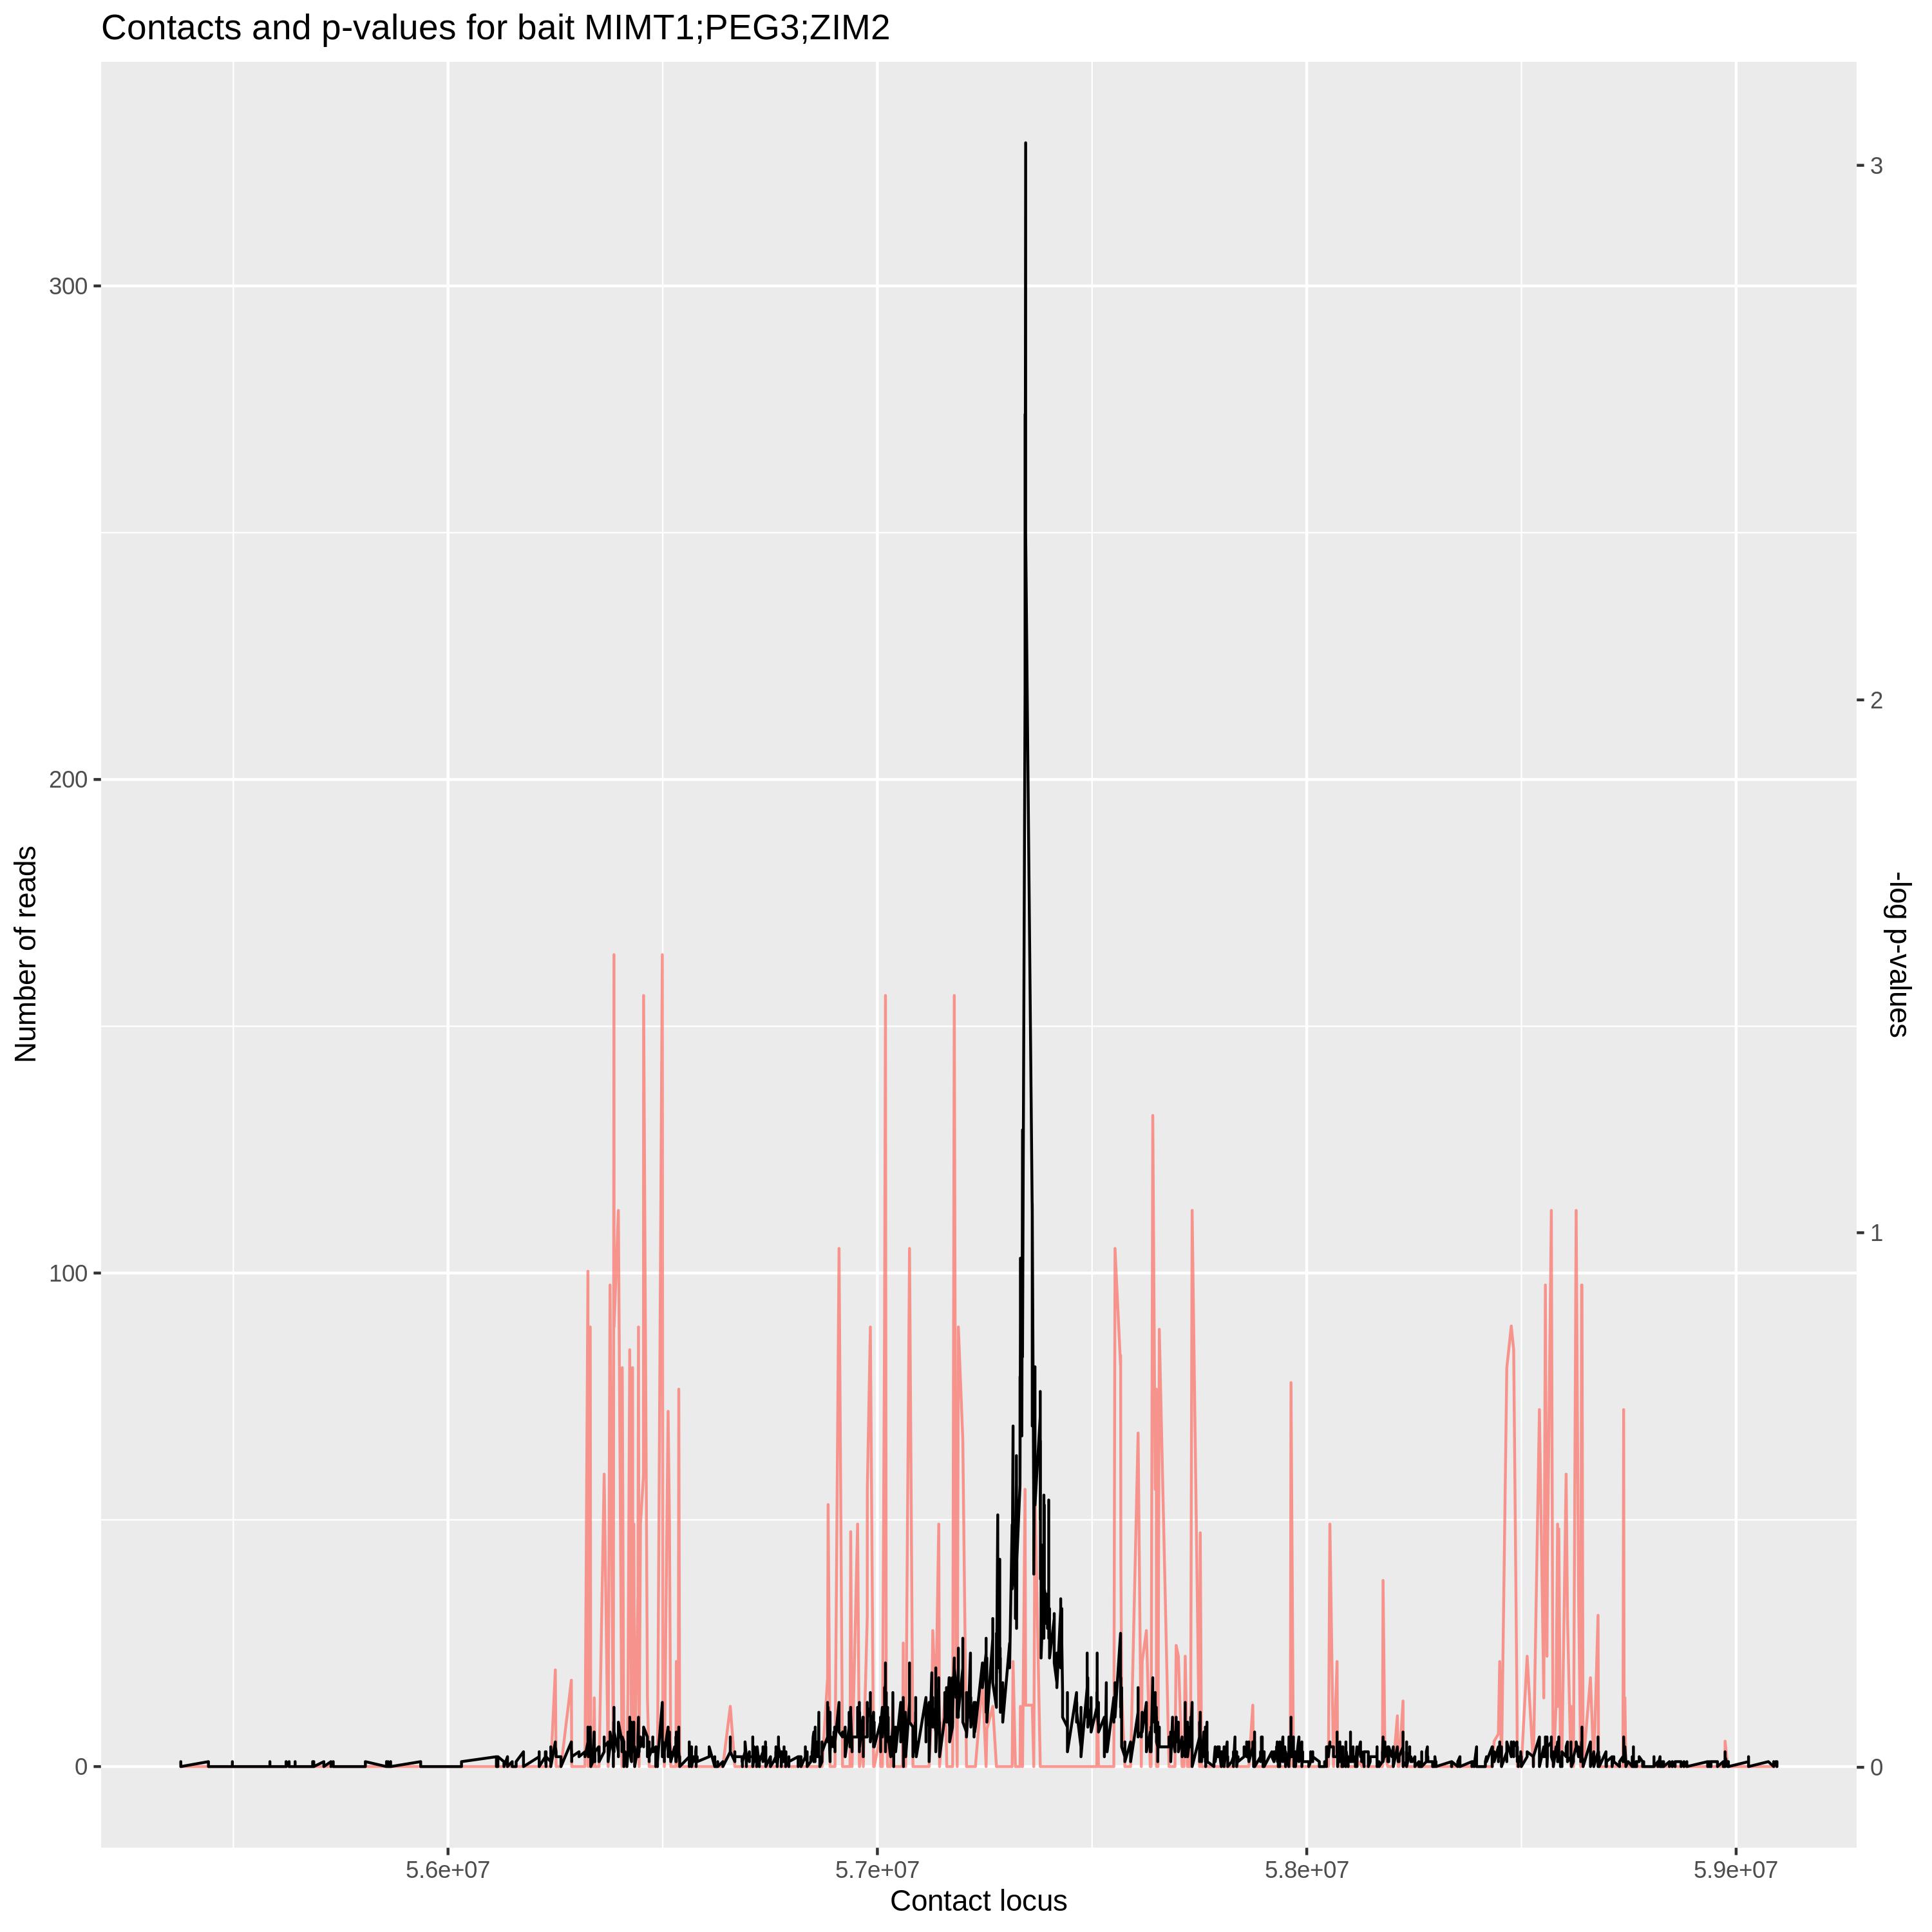 Contacts and p-values for bait MIMT1;PEG3;ZIM2
Number of reads
300
200
100
0
3
2
1
0
-log p-values
5.6e+07
5.7e+07
5.8e+07
5.9e+07
Contact locus